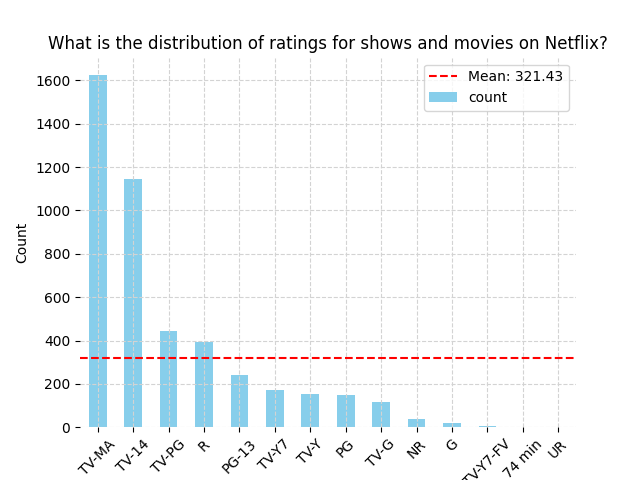 What is the distribution of ratings for shows and movies on Netflix?
Mean: 321.43
count
Count
1600
1400
1200
1000
800
600
400
200
0
TV-MA
TV-14
TV-PG
R
PG-13
TV-Y7
TV-Y
PG
TV-G
NR
G
TV-Y7-FV
74 min
UR